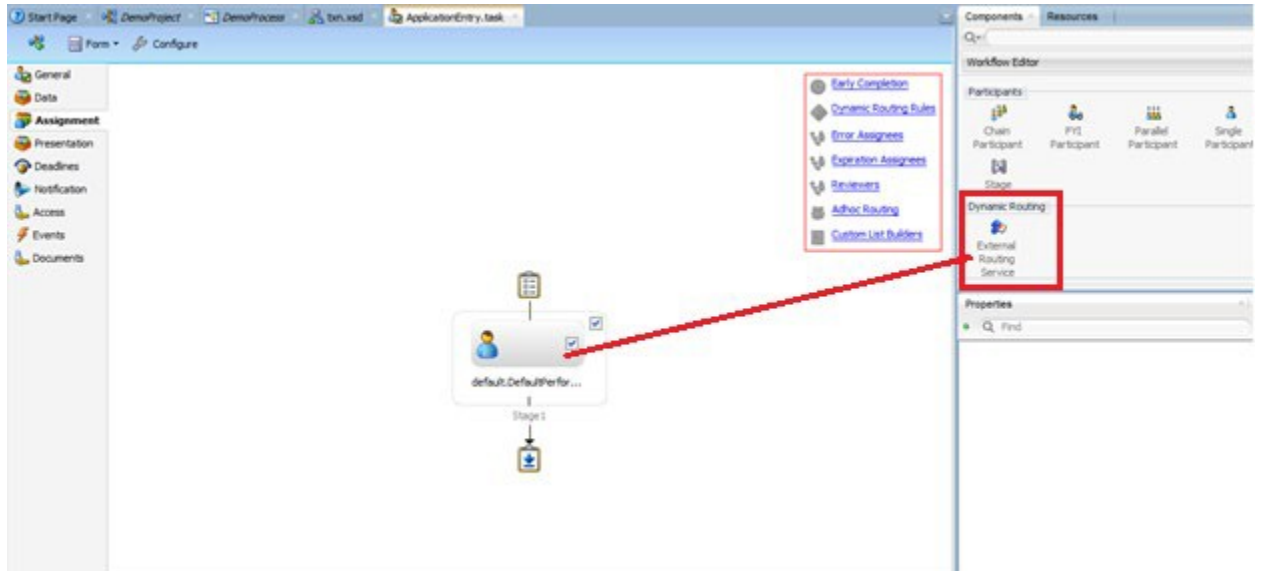 Start Page DemoProject DemoProcess txn.xsd ApplicationEntry.task
Form Configure
General
Data
Assignment
Presentation
Deadlines
Notification
Access
Events
Documents
Early Completion
Dynamic Routing Rules
Error Assignees
Expiration Assignees
Reviewers
Adhoc Routing
Custom List Builders
default.DefaultPerfor...
Stage1
Components Resources
Workflow Editor
Participants
Chain Participant
FYI Participant
Parallel Participant
Single Participant
Stage
Dynamic Routing
External
Routing
Service
Properties
Find